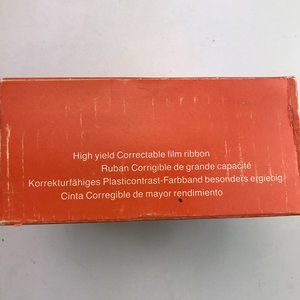 High yield Correctable film ribbon
Ruban Corrigible de grande capacité
Korrekturfähiges Plasticontrast-Farbband besonders ergiebig
Cinta Corregible de mayor rendimiento